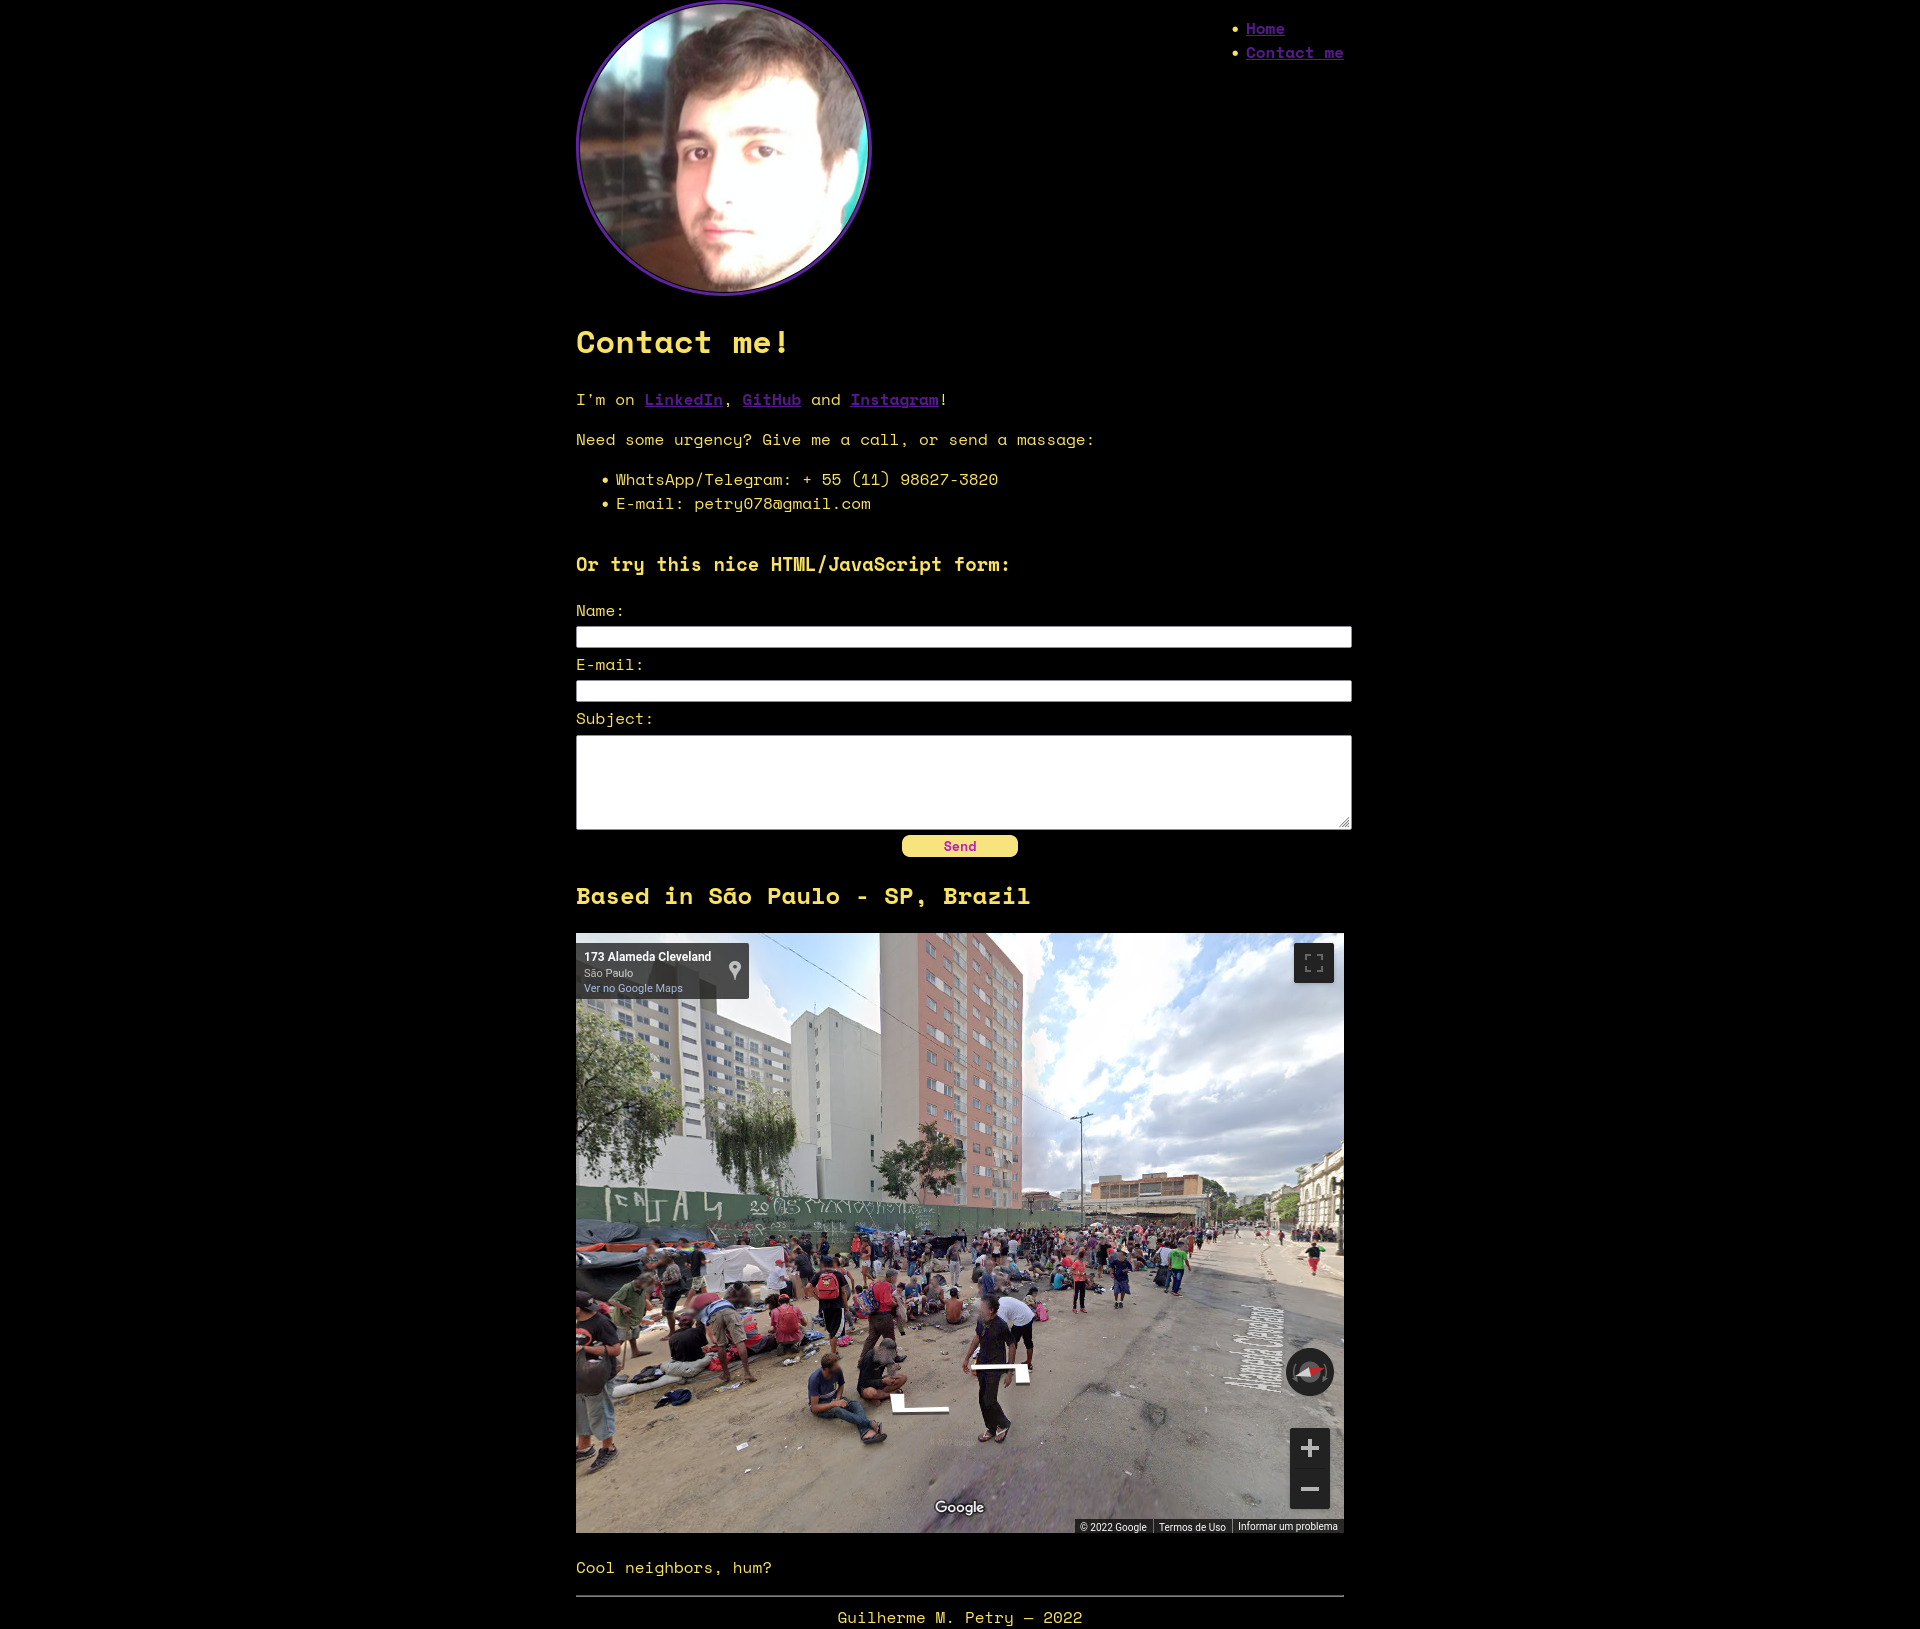 Home
Contact me
Contact me!
I'm on LinkedIn, GitHub and Instagram!
Need some urgency? Give me a call, or send a massage:
WhatsApp/Telegram: + 55 (11) 98627-3820
E-mail: petry078@gmail.com
Or try this nice HTML/JavaScript form:
Name:
E-mail:
Subject:
Send
Based in São Paulo - SP, Brazil
173 Alameda Cleveland
São Paulo
Ver no Google Maps
Alameda Cleveland
Google
© 2022 Google
Termos de Uso
Informar um problema
Cool neighbors, hum?
Guilherme M. Petry — 2022